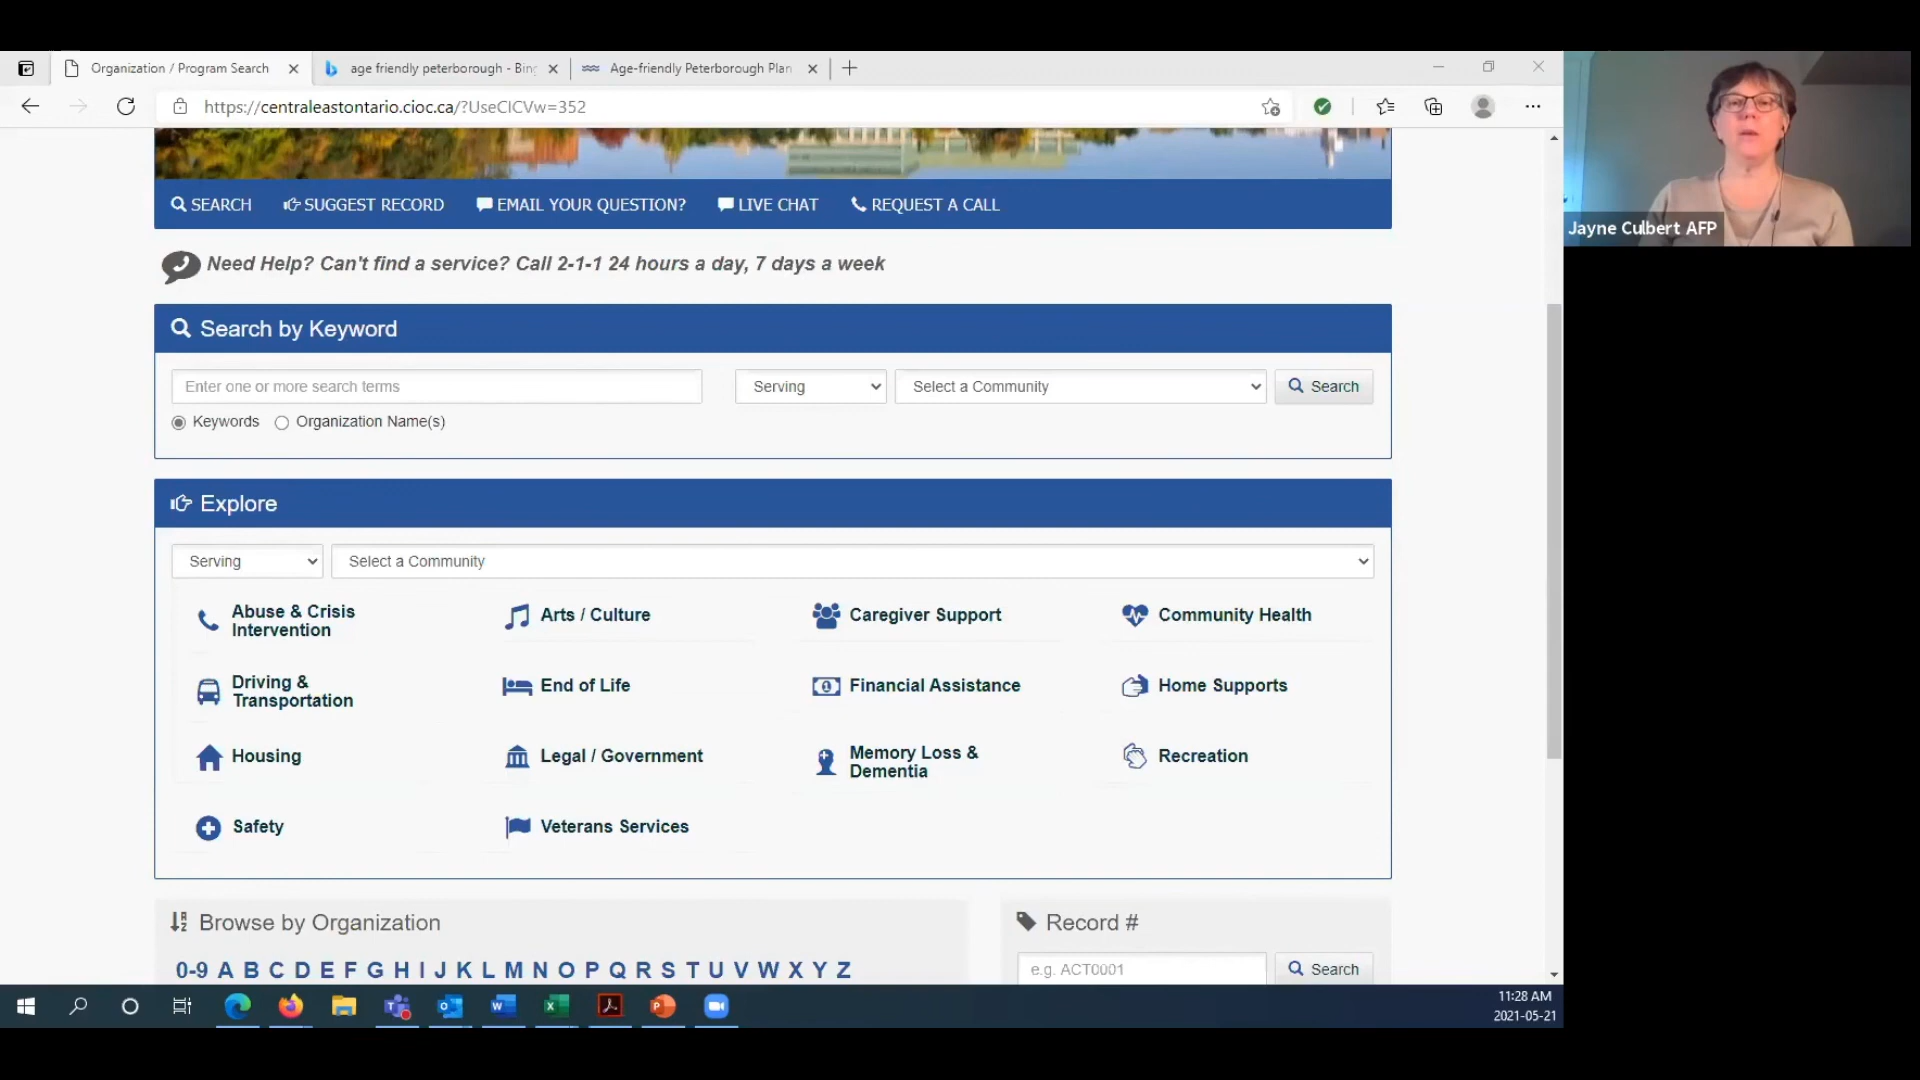 Organization / Program Search
age friendly peterborough - Bing
Age-friendly Peterborough Plan
https://centraleastontario.cioc.ca/?UseCICVw=352
SEARCH SUGGEST RECORD EMAIL YOUR QUESTION? LIVE CHAT REQUEST A CALL
Need Help? Can't find a service? Call 2-1-1 24 hours a day, 7 days a week
Search by Keyword
Enter one or more search terms Serving Select a Community Search
Keywords Organization Name(s)
Explore
Serving Select a Community
Abuse & Crisis
Intervention
Arts / Culture
Caregiver Support
Community Health
Driving &
Transportation
End of Life
Financial Assistance
Home Supports
Housing
Legal / Government
Memory Loss &
Dementia
Recreation
Safety
Veterans Services
Browse by Organization
0-9 A B C D E F G H I J K L M N O P Q R S T U V W X Y Z
Record #
e.g. ACT0001 Search
11:28 AM
2021-05-21
Jayne Culbert AFP